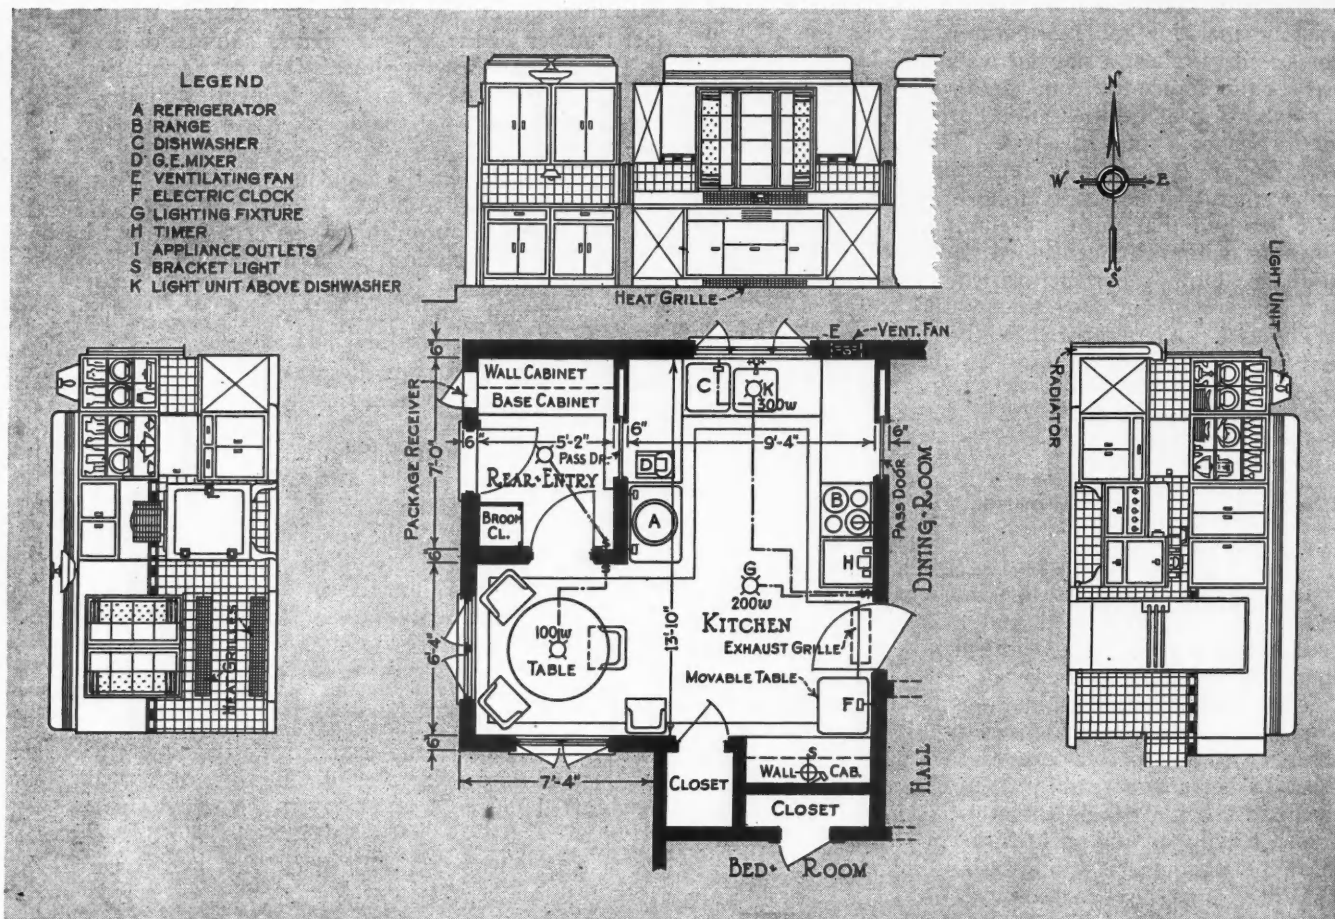 LEGEND
A REFRIGERATOR
B RANGE
C DISHWASHER
D G.E. MIXER
E VENTILATING FAN
F ELECTRIC CLOCK
G LIGHTING FIXTURE
H TIMER
I APPLIANCE OUTLETS
S BRACKET LIGHT
K LIGHT UNIT ABOVE DISHWASHER
HEAT GRILLE
N
W E
S
LIGHT UNIT
RADIATOR
HEAT GRILLES
E VENT. FAN
PACKAGE RECEIVER
6"
7'-0"
6"
6'-4"
6"
WALL CABINET
BASE CABINET
C
K
300W
6"
5'-2"
6"
9'-4"
6"
PASS DR.
REAR ENTRY
D
PASS DOOR
DINING ROOM
BROOM
CL.
A
B
S
S
H
G
200W
13'-10"
KITCHEN
EXHAUST GRILLE
100W
TABLE
MOVABLE TABLE
F
7'-4"
CLOSET
S
WALL CAB.
HALL
CLOSET
BED ROOM